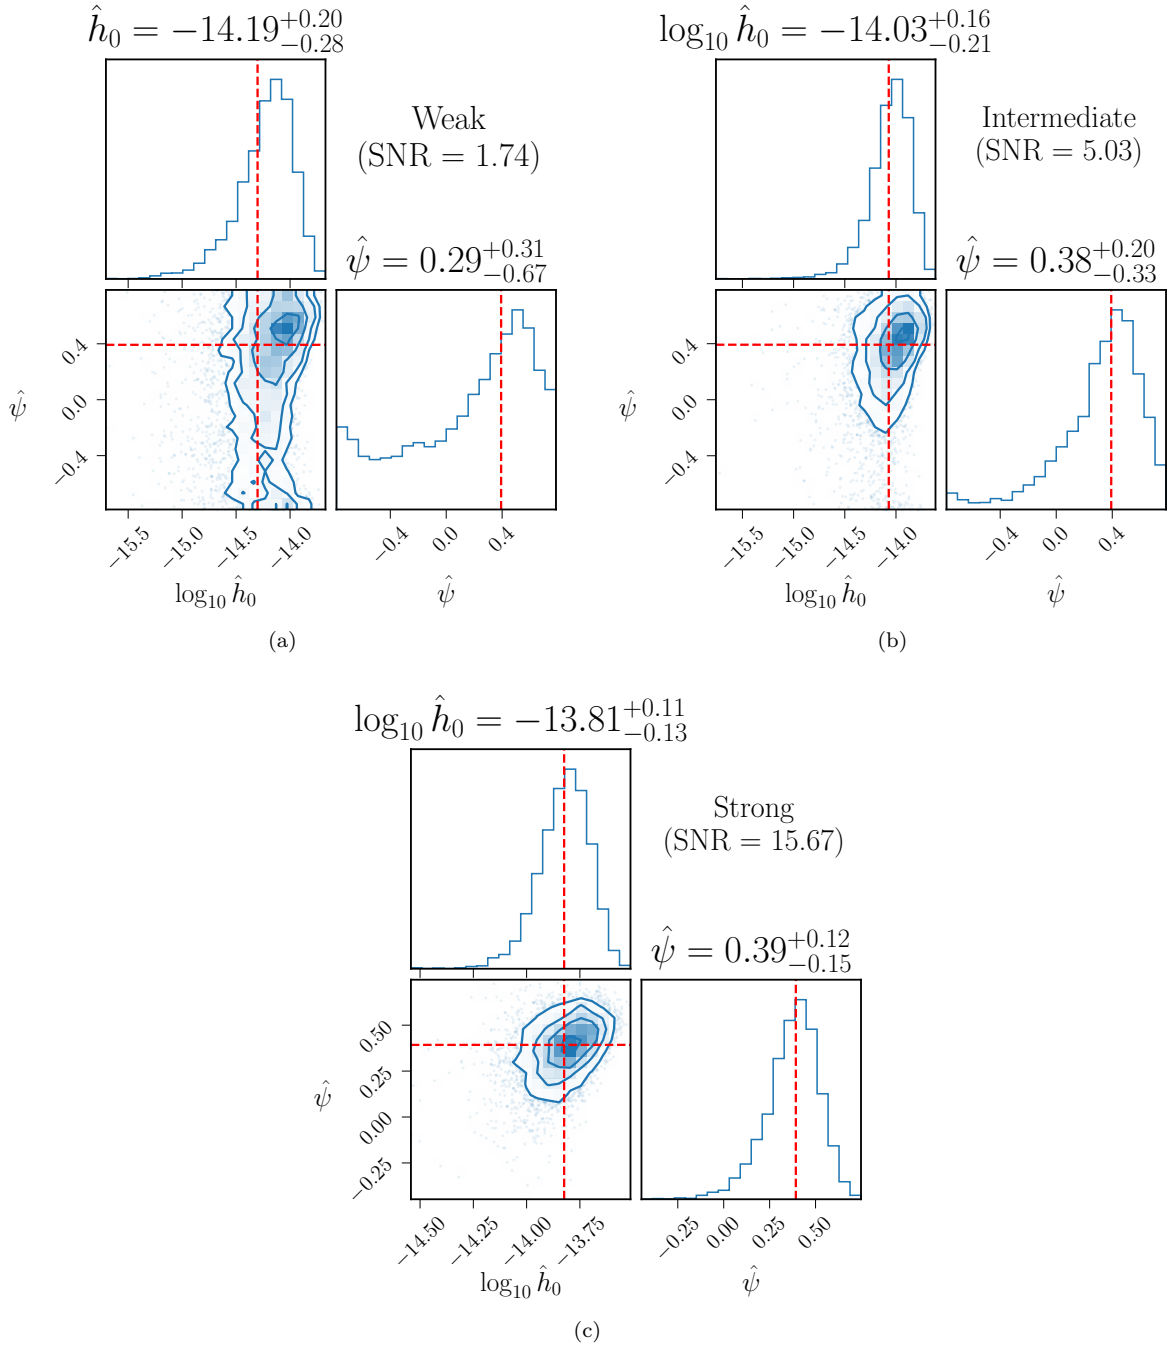 ĥ₀ = −14.19^{+0.20}_{−0.28}
Weak
(SNR = 1.74)
ψ̂ = 0.29^{+0.31}_{−0.67}
ψ̂
0.4
0.0
−0.4
−15.5
−15.0
−14.5
−14.0
log₁₀ ĥ₀
−0.4
0.0
0.4
ψ̂
(a)
log₁₀ ĥ₀ = −14.03^{+0.16}_{−0.21}
Intermediate
(SNR = 5.03)
ψ̂ = 0.38^{+0.20}_{−0.33}
ψ̂
0.4
0.0
−0.4
−15.5
−15.0
−14.5
−14.0
log₁₀ ĥ₀
−0.4
0.0
0.4
ψ̂
(b)
log₁₀ ĥ₀ = −13.81^{+0.11}_{−0.13}
Strong
(SNR = 15.67)
ψ̂ = 0.39^{+0.12}_{−0.15}
ψ̂
0.50
0.25
0.00
−0.25
−14.50
−14.25
−14.00
−13.75
log₁₀ ĥ₀
−0.25
0.00
0.25
0.50
ψ̂
(c)